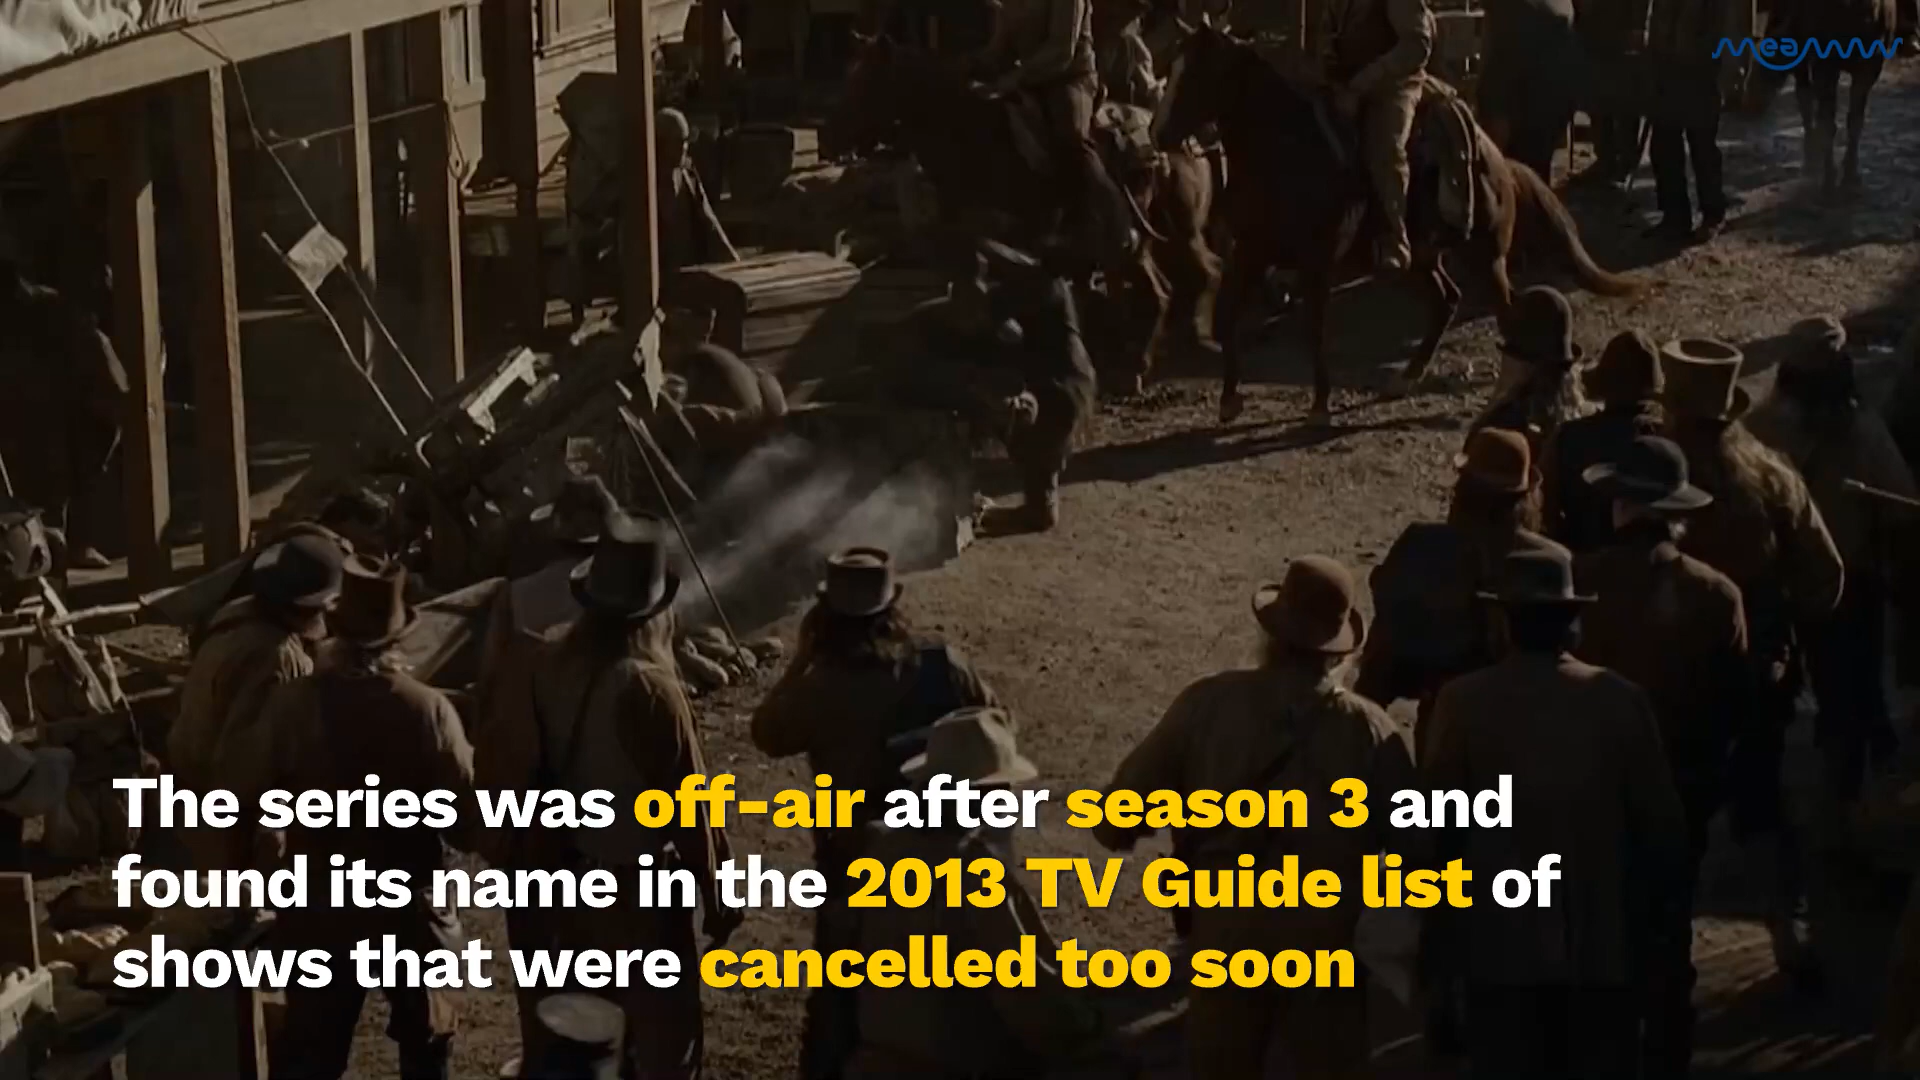 meaww
The series was off-air after season 3 and
found its name in the 2013 TV Guide list of
shows that were cancelled too soon